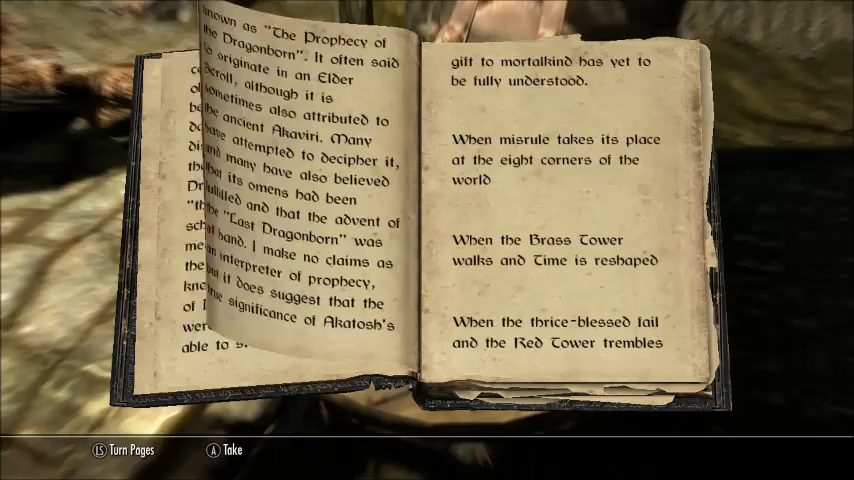 known as "The Prophecy of
the Dragonborn". It often said
to originate in an Elder
Scroll, although it is
sometimes also attributed to
the ancient Akaviri. Many
have attempted to decipher it,
and many have also believed
that its omens had been
fulfilled and that the advent of
the "Last Dragonborn" was
at hand. I make no claims as
an interpreter of prophecy,
but it does suggest that the
true significance of Akatosh's
able to
gift to mortalkind has yet to
be fully understood.
When misrule takes its place
at the eight corners of the
world
When the Brass Tower
walks and Time is reshaped
When the thrice-blessed fail
and the Red Tower trembles
LS Turn Pages
A Take